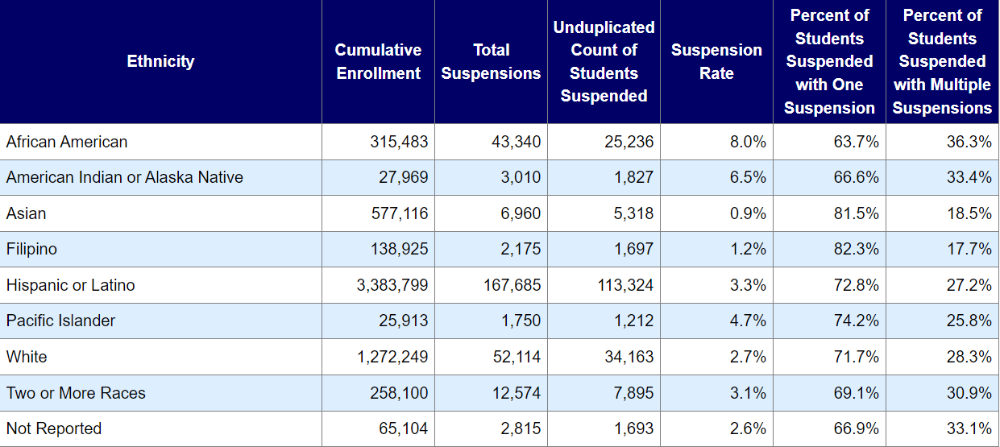 Ethnicity
Cumulative
Enrollment
Total
Suspensions
Unduplicated
Count of
Students
Suspended
Suspension
Rate
Percent of
Students
Suspended
with One
Suspension
Percent of
Students
Suspended
with Multiple
Suspensions
African American 315,483 43,340 25,236 8.0% 63.7% 36.3%
American Indian or Alaska Native 27,969 3,010 1,827 6.5% 66.6% 33.4%
Asian 577,116 6,960 5,318 0.9% 81.5% 18.5%
Filipino 138,925 2,175 1,697 1.2% 82.3% 17.7%
Hispanic or Latino 3,383,799 167,685 113,324 3.3% 72.8% 27.2%
Pacific Islander 25,913 1,750 1,212 4.7% 74.2% 25.8%
White 1,272,249 52,114 34,163 2.7% 71.7% 28.3%
Two or More Races 258,100 12,574 7,895 3.1% 69.1% 30.9%
Not Reported 65,104 2,815 1,693 2.6% 66.9% 33.1%